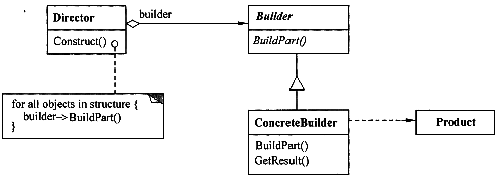 Director
builder
Builder
Construct()
BuildPart()
for all objects in structure {
builder->BuildPart()
}
ConcreteBuilder
Product
BuildPart()
GetResult()